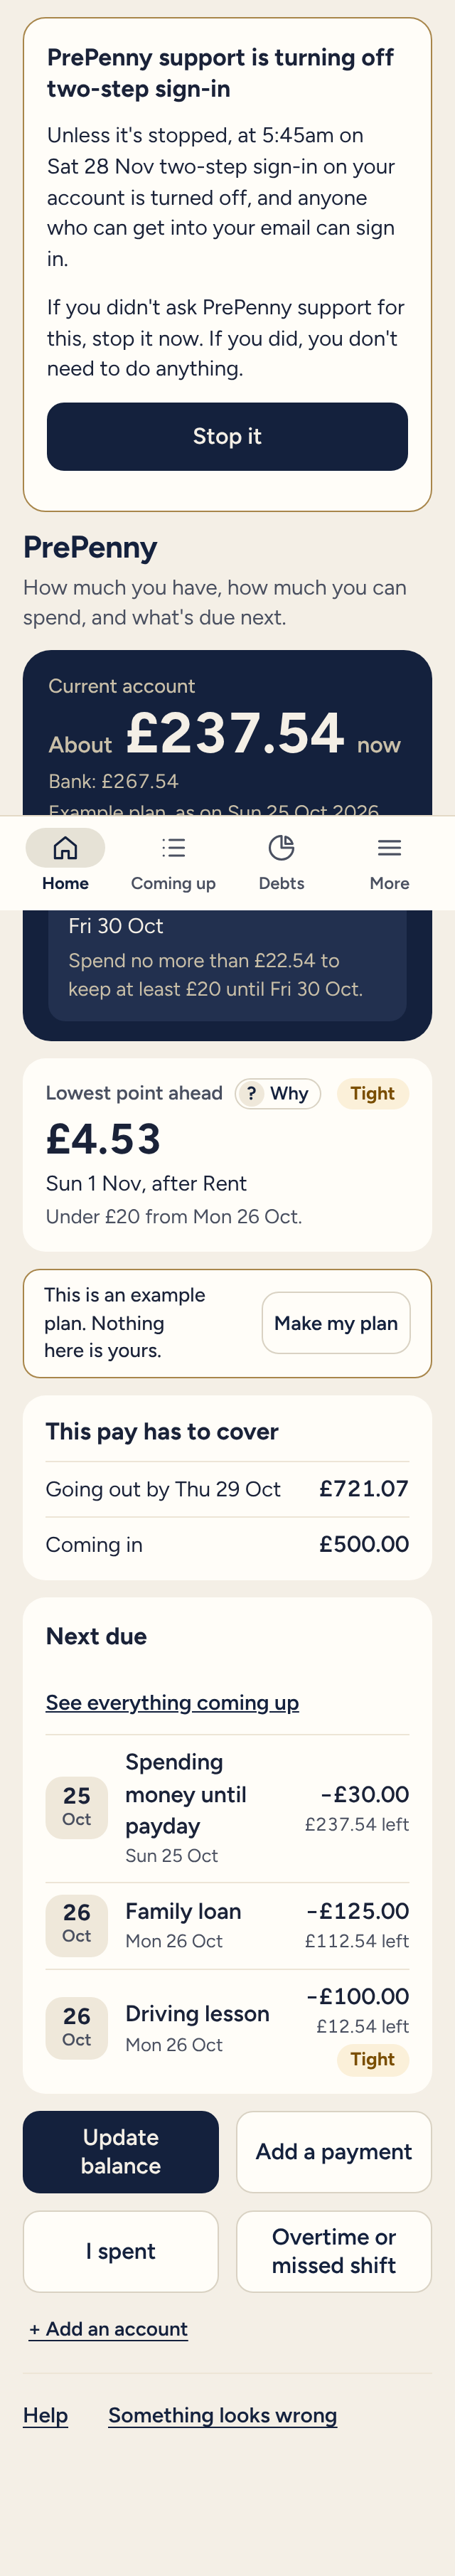 PrePenny support is turning off
two-step sign-in
Unless it's stopped, at 5:45am on
Sat 28 Nov two-step sign-in on your
account is turned off, and anyone
who can get into your email can sign
in.
If you didn't ask PrePenny support for
this, stop it now. If you did, you don't
need to do anything.
Stop it
PrePenny
How much you have, how much you can
spend, and what's due next.
Current account
About £237.54 now
Bank: £267.54
Example plan, as on Sun 25 Oct 2026
Home Coming up Debts More
Fri 30 Oct
Spend no more than £22.54 to
keep at least £20 until Fri 30 Oct.
Lowest point ahead ? Why Tight
£4.53
Sun 1 Nov, after Rent
Under £20 from Mon 26 Oct.
This is an example
plan. Nothing
here is yours.
Make my plan
This pay has to cover
Going out by Thu 29 Oct £721.07
Coming in £500.00
Next due
See everything coming up
25 Oct
Spending
money until
payday
Sun 25 Oct
-£30.00
£237.54 left
26 Oct
Family loan
Mon 26 Oct
-£125.00
£112.54 left
26 Oct
Driving lesson
Mon 26 Oct
-£100.00
£12.54 left
Tight
Update
balance
Add a payment
I spent
Overtime or
missed shift
+ Add an account
Help Something looks wrong